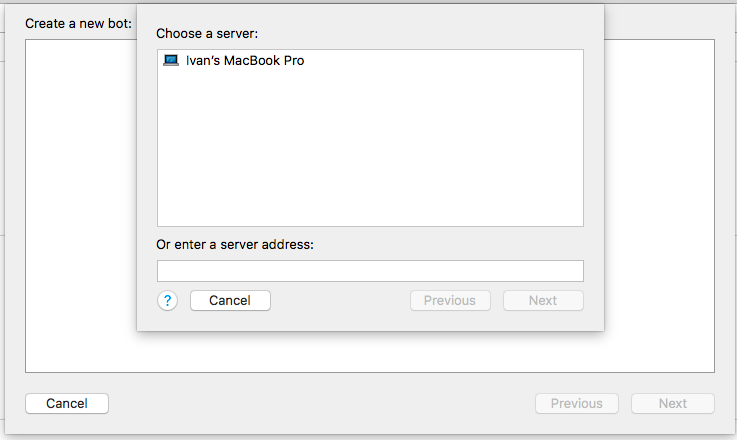 Create a new bot:
Choose a server:
Ivan’s MacBook Pro
Or enter a server address:
? Cancel Previous Next
Cancel Previous Next